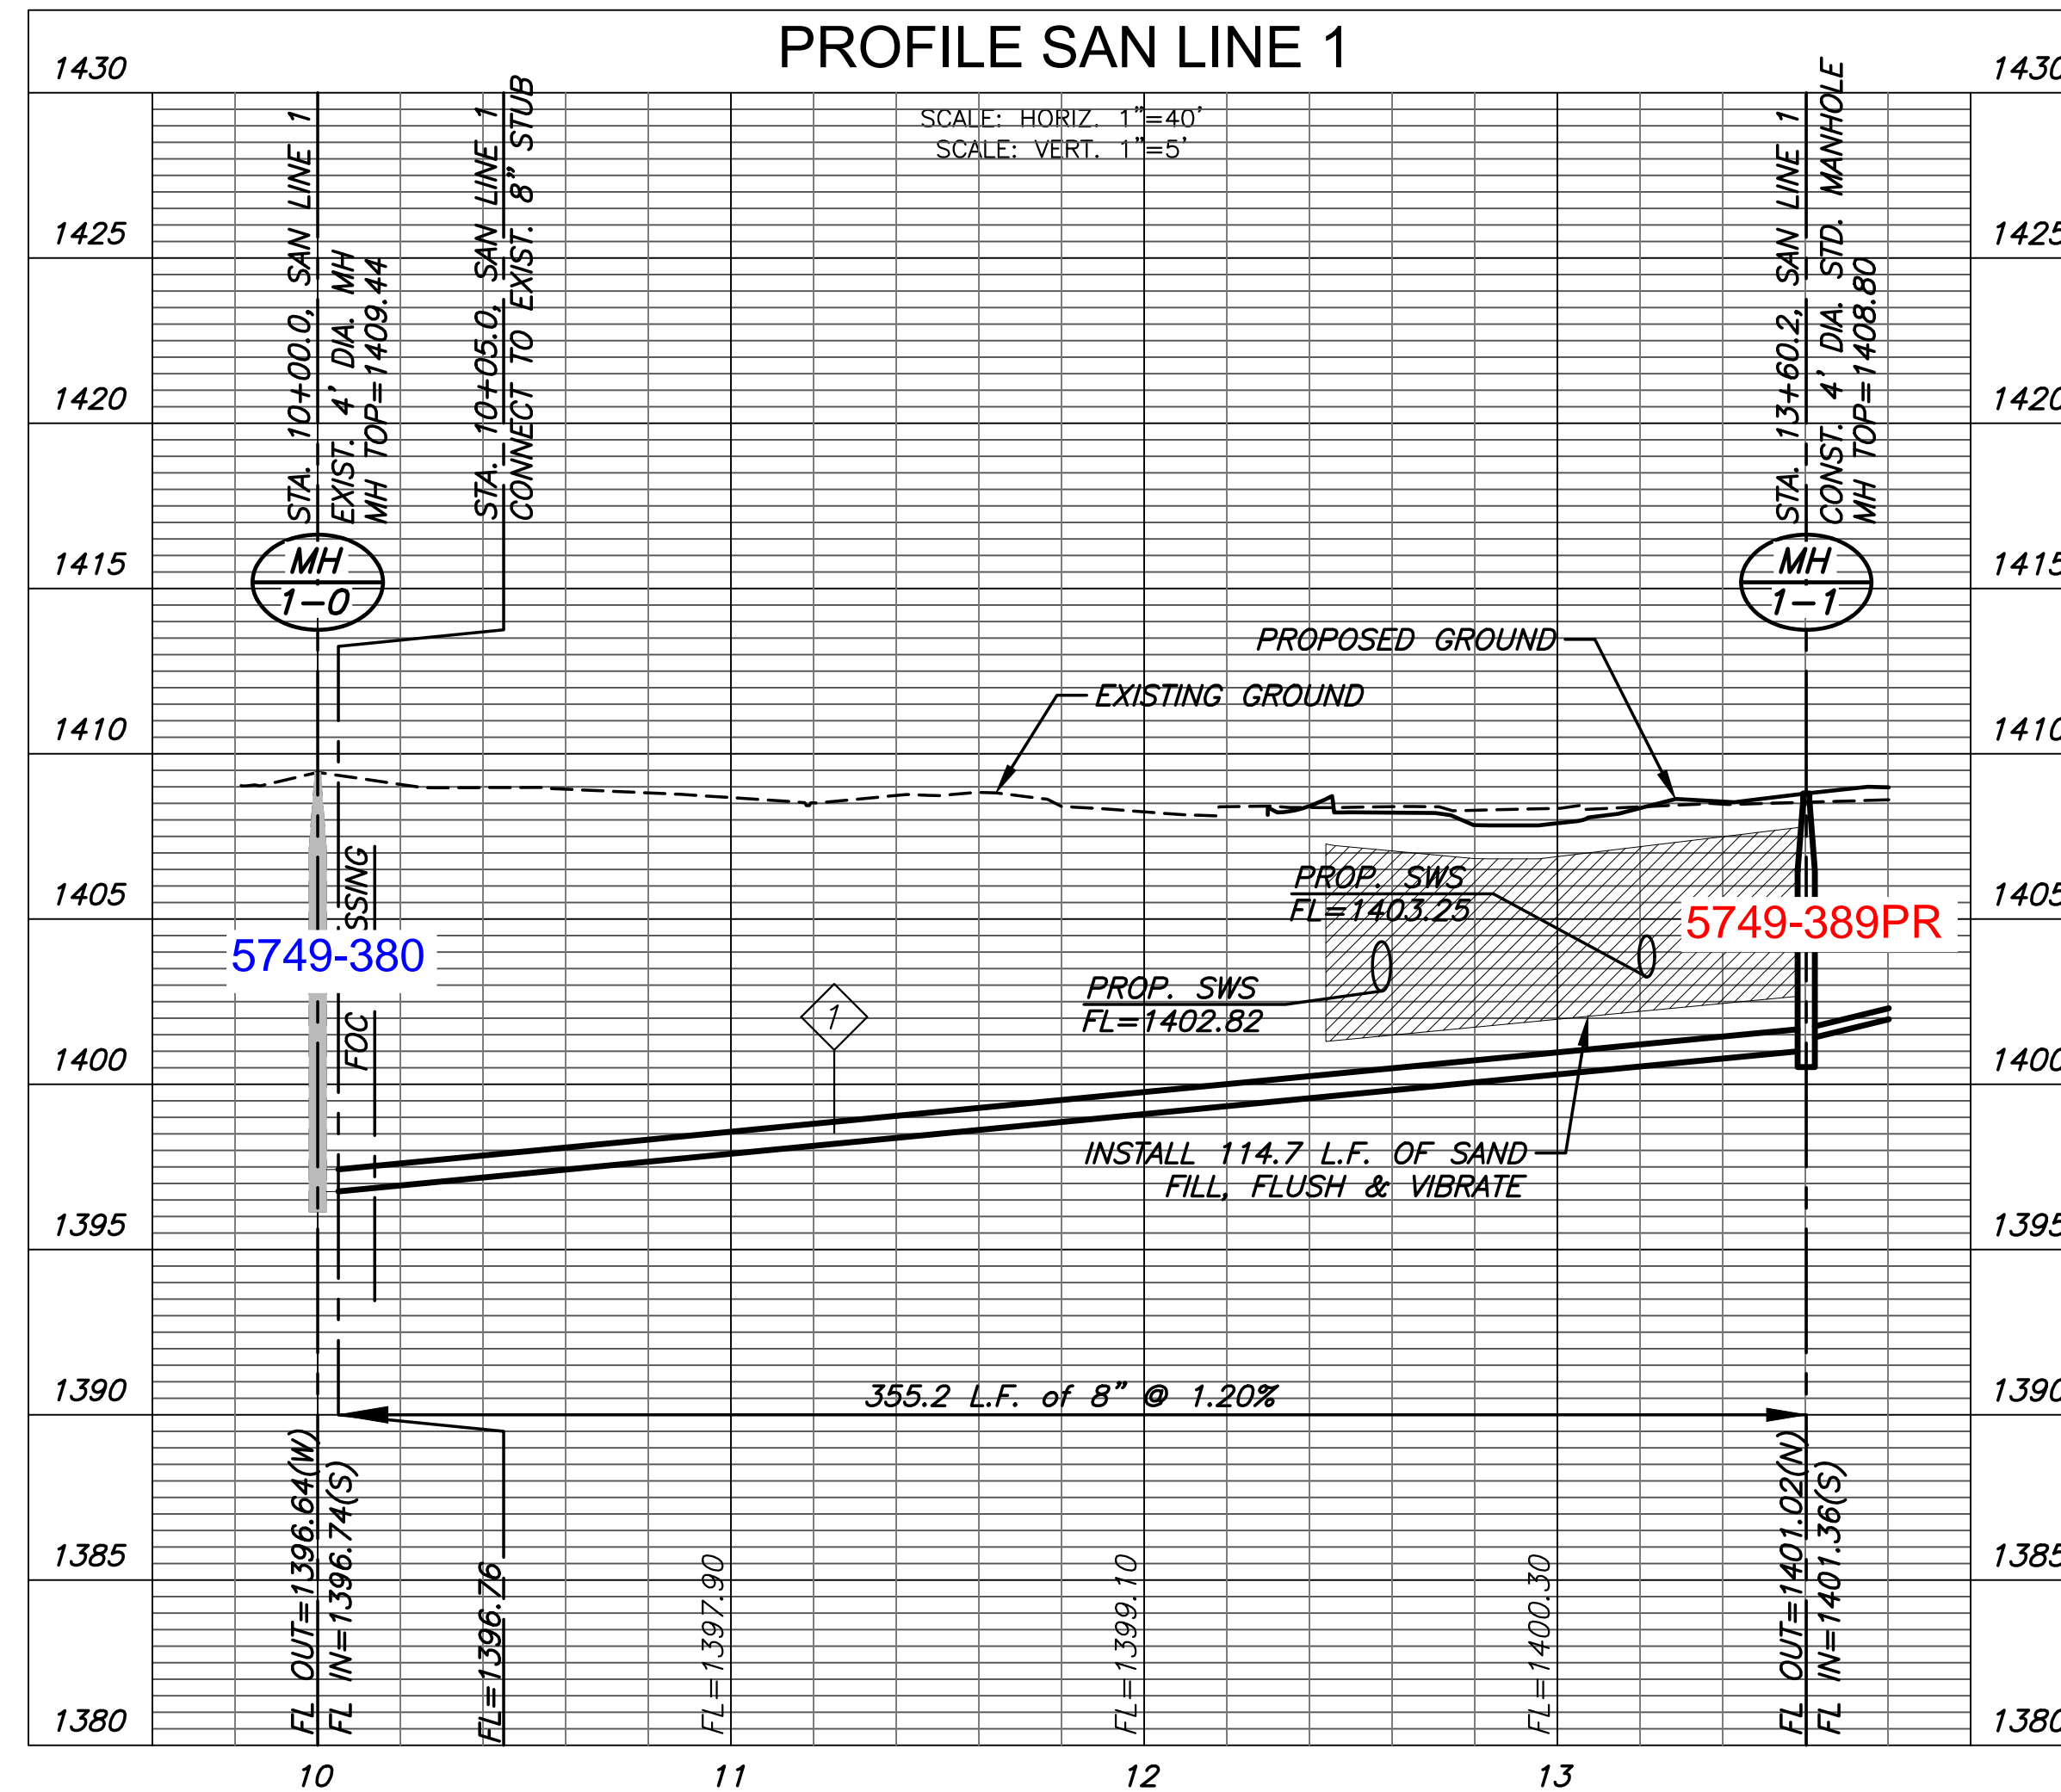 PROFILE SAN LINE 1
SCALE: HORIZ. 1"=40'
SCALE: VERT. 1"=5'
1430
1425
1420
1415
1410
1405
1400
1395
1390
1385
1380
1430
1425
1420
1415
1410
1405
1400
1395
1390
1385
1380
STA. 10+00.0, SAN LINE 1
EXIST. 4' DIA. MH
MH TOP=1409.44
STA. 10+05.0, SAN LINE 1
CONNECT TO EXIST. 8" STUB
STA. 13+60.2, SAN LINE 1
CONST. 4' DIA. STD. MANHOLE
MH TOP=1408.80
MH
1-0
MH
1-1
PROPOSED GROUND
EXISTING GROUND
PROP. SWS
FL=1403.25
PROP. SWS
FL=1402.82
5749-380
5749-389PR
FOC SSING
1
INSTALL 114.7 L.F. OF SAND
FILL, FLUSH & VIBRATE
355.2 L.F. of 8" @ 1.20%
FL OUT=1396.64(W)
FL IN=1396.74(S)
FL=1396.76
FL=1397.90
FL=1399.10
FL=1400.30
FL OUT=1401.02(N)
FL IN=1401.36(S)
10
11
12
13